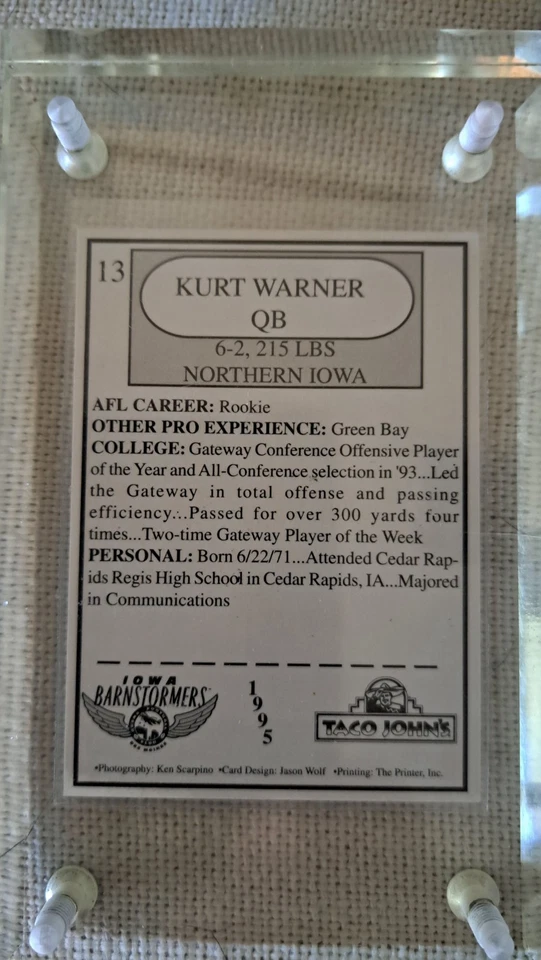 13
KURT WARNER
QB
6-2, 215 LBS
NORTHERN IOWA
AFL CAREER: Rookie
OTHER PRO EXPERIENCE: Green Bay
COLLEGE: Gateway Conference Offensive Player
of the Year and All-Conference selection in '93...Led
the Gateway in total offense and passing
efficiency...Passed for over 300 yards four
times...Two-time Gateway Player of the Week
PERSONAL: Born 6/22/71...Attended Cedar Rap-
ids Regis High School in Cedar Rapids, IA...Majored
in Communications
IOWA
BARNSTORMERS
DES MOINES
1995
TACO JOHN'S
•Photography: Ken Scarpino •Card Design: Jason Wolf •Printing: The Printer, Inc.